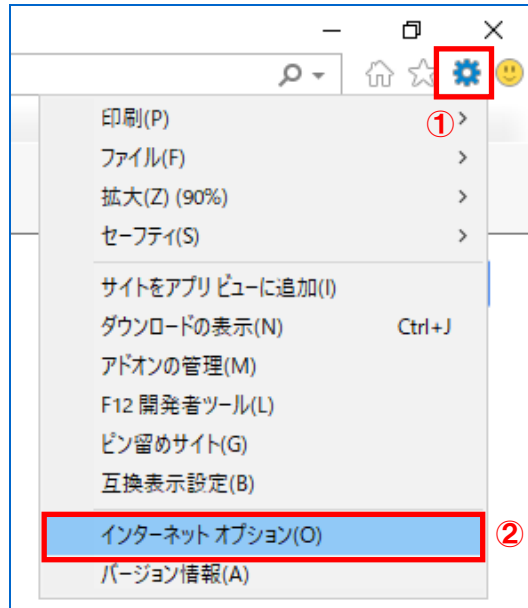 ①
印刷(P)
ファイル(F)
拡大(Z) (90%)
セーフティ(S)
サイトをアプリ ビューに追加(I)
ダウンロードの表示(N) Ctrl+J
アドオンの管理(M)
F12 開発者ツール(L)
ピン留めサイト(G)
互換表示設定(B)
インターネット オプション(O) ②
バージョン情報(A)